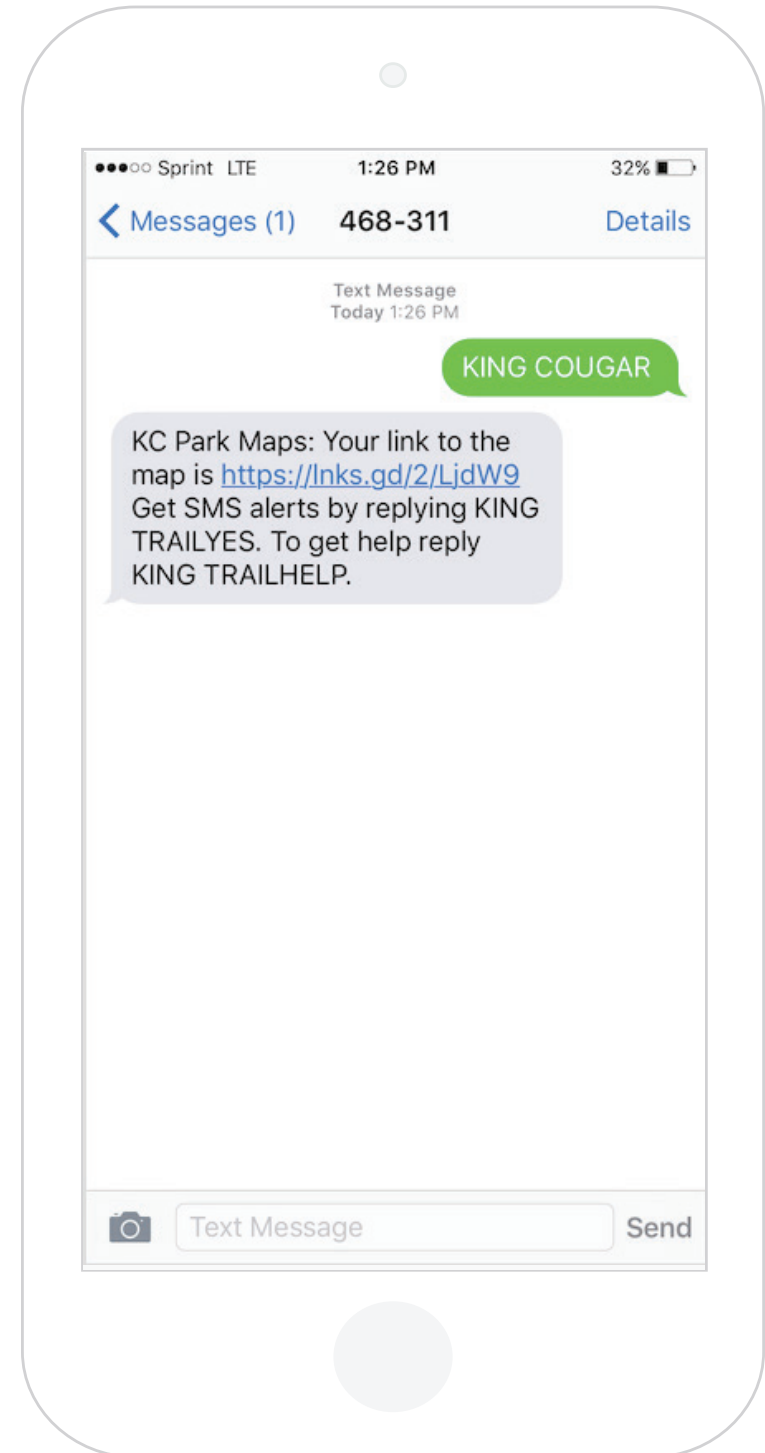 Sprint LTE 1:26 PM 32%
Messages (1) 468-311 Details
Text Message
Today 1:26 PM
KING COUGAR
KC Park Maps: Your link to the
map is https://lnks.gd/2/LjdW9
Get SMS alerts by replying KING
TRAILYES. To get help reply
KING TRAILHELP.
Text Message Send